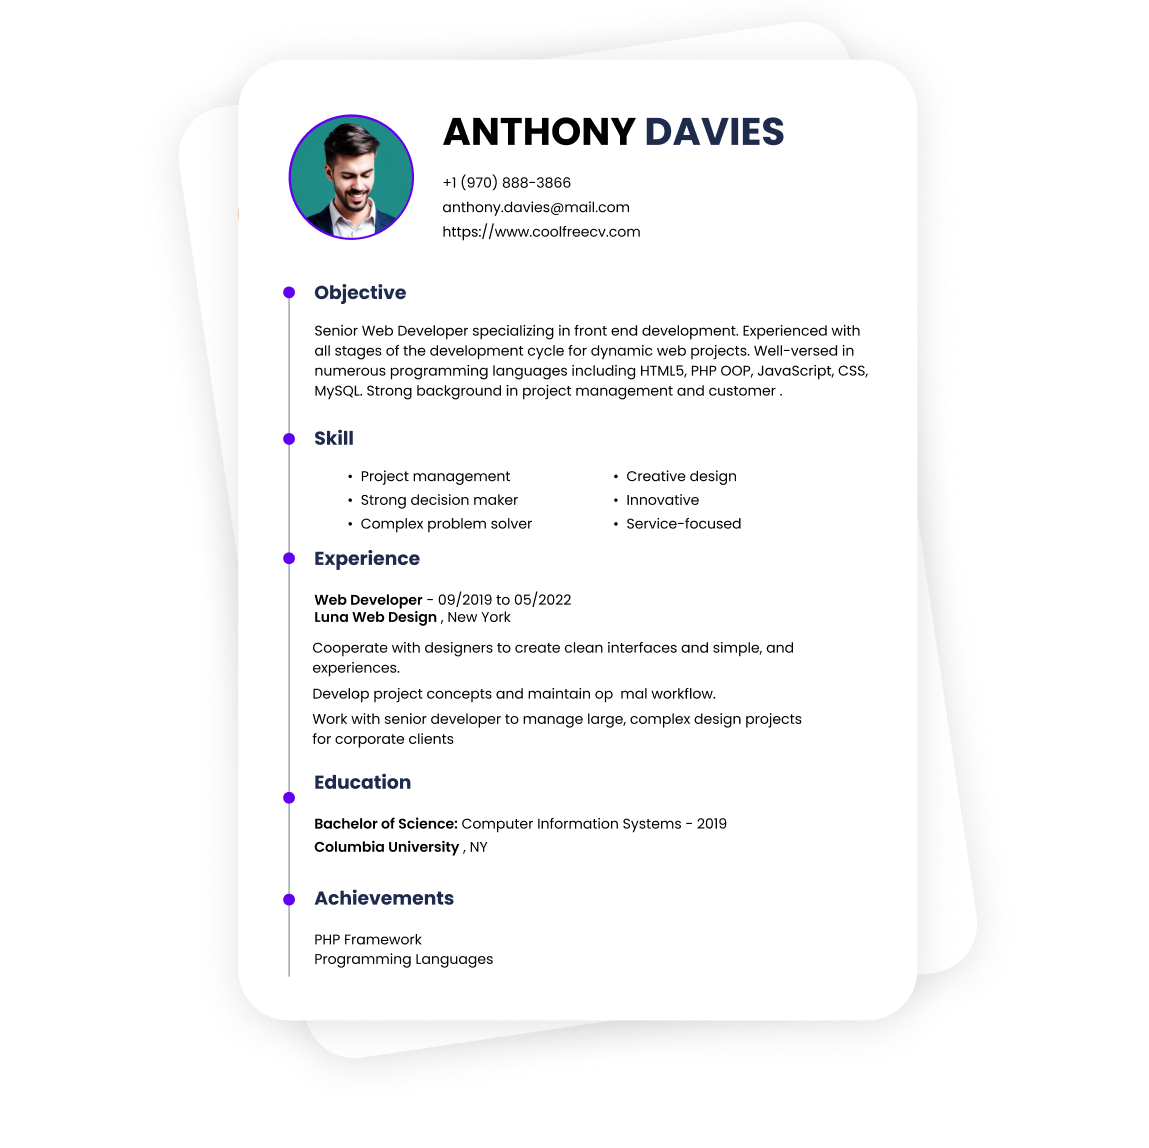 ANTHONY DAVIES
+1 (970) 888-3866
anthony.davies@mail.com
https://www.coolfreecv.com
Objective
Senior Web Developer specializing in front end development. Experienced with
all stages of the development cycle for dynamic web projects. Well-versed in
numerous programming languages including HTML5, PHP OOP, JavaScript, CSS,
MySQL. Strong background in project management and customer .
Skill
• Project management
• Strong decision maker
• Complex problem solver
• Creative design
• Innovative
• Service-focused
Experience
Web Developer - 09/2019 to 05/2022
Luna Web Design , New York
Cooperate with designers to create clean interfaces and simple, and
experiences.
Develop project concepts and maintain op mal workflow.
Work with senior developer to manage large, complex design projects
for corporate clients
Education
Bachelor of Science: Computer Information Systems - 2019
Columbia University , NY
Achievements
PHP Framework
Programming Languages